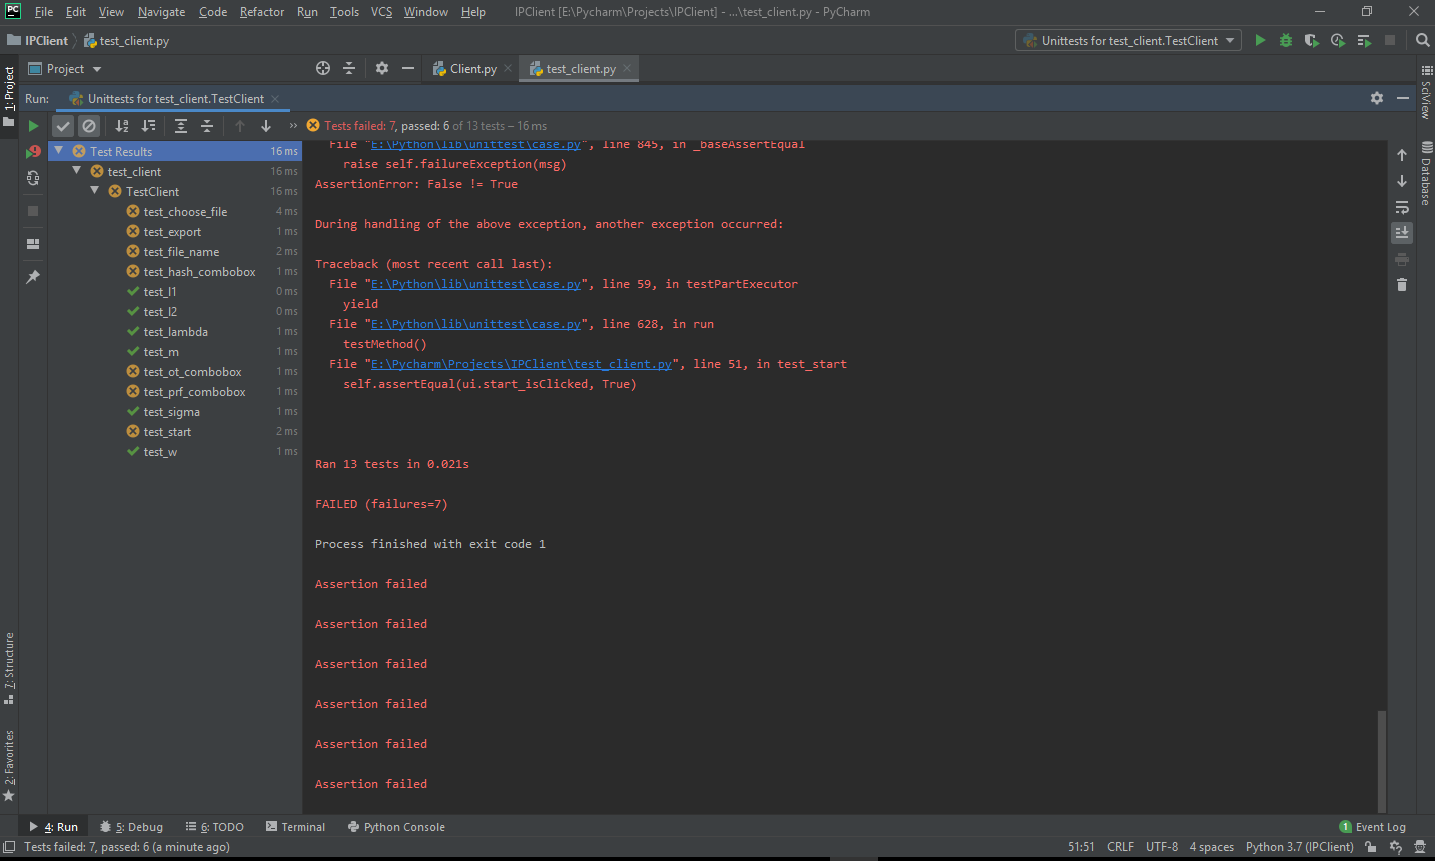 PC File Edit View Navigate Code Refactor Run Tools VCS Window Help IPClient [E:\Pycharm\Projects\IPClient] - ...\test_client.py - PyCharm
IPClient test_client.py Unittests for test_client.TestClient
Project Client.py test_client.py
Run: Unittests for test_client.TestClient
Tests failed: 7, passed: 6 of 13 tests – 16 ms
Test Results 16 ms
test_client 16 ms
TestClient 16 ms
test_choose_file 4 ms
test_export 1 ms
test_file_name 2 ms
test_hash_combobox 1 ms
test_l1 0 ms
test_l2 0 ms
test_lambda 1 ms
test_m 1 ms
test_ot_combobox 1 ms
test_prf_combobox 1 ms
test_sigma 1 ms
test_start 2 ms
test_w 1 ms
File "E:\Python\lib\unittest\case.py", line 845, in _baseAssertEqual
raise self.failureException(msg)
AssertionError: False != True
During handling of the above exception, another exception occurred:
Traceback (most recent call last):
File "E:\Python\lib\unittest\case.py", line 59, in testPartExecutor
yield
File "E:\Python\lib\unittest\case.py", line 628, in run
testMethod()
File "E:\Pycharm\Projects\IPClient\test_client.py", line 51, in test_start
self.assertEqual(ui.start_isClicked, True)
Ran 13 tests in 0.021s
FAILED (failures=7)
Process finished with exit code 1
Assertion failed
Assertion failed
Assertion failed
Assertion failed
Assertion failed
Assertion failed
1: Project
7: Structure
2: Favorites
SciView
Database
4: Run 5: Debug 6: TODO Terminal Python Console 1 Event Log
Tests failed: 7, passed: 6 (a minute ago) 51:51 CRLF UTF-8 4 spaces Python 3.7 (IPClient)